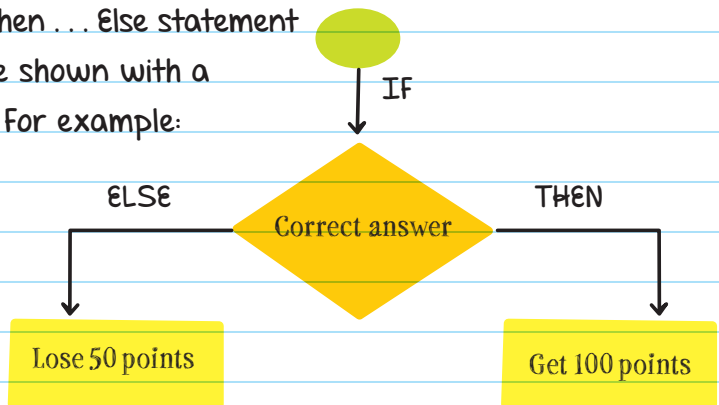 hen . . . Else statement
e shown with a
For example:
IF
ELSE
THEN
Correct answer
Lose 50 points
Get 100 points